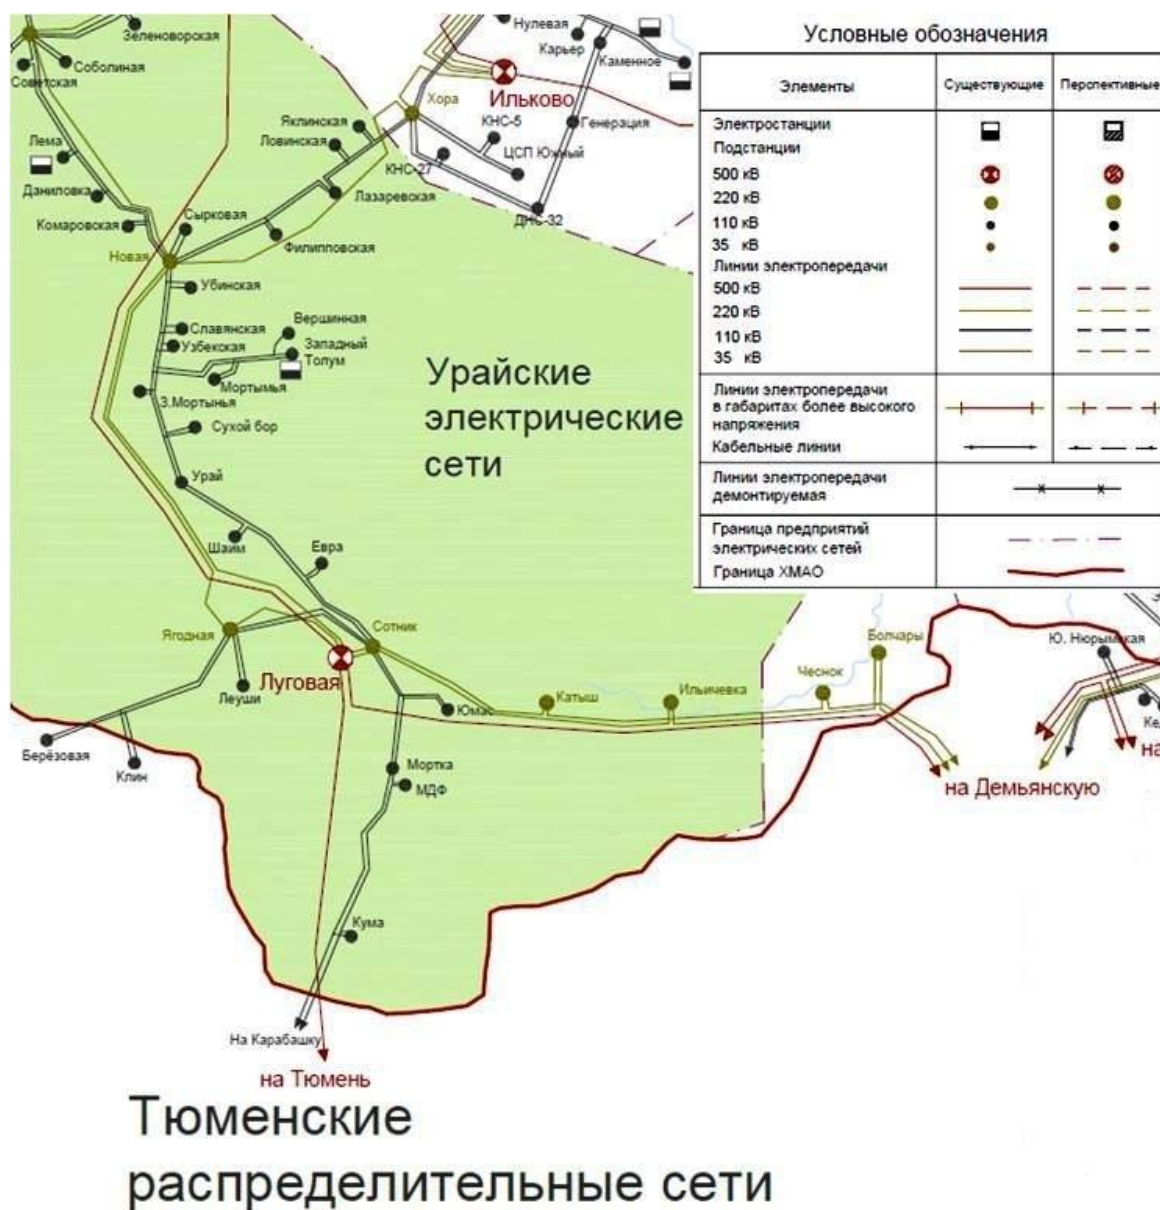 Зеленоворская
Соболиная
Советская
Нулевая
Карьер
Каменное
Ильково
Хора
Яклинская
Ловинская
КНС-5
Генерация
ЦСП Южный
КНС-27
Лазаревская
ДНС-32
Лема
Даниловка
Комаровская
Сырковая
Филипповская
Новая
Убинская
Славянская
Узбекская
Вершинная
Западный
Толум
Мортымья
З.Мортынья
Сухой бор
Урай
Шаим
Евра
Урайские
электрические
сети
Ягодная
Сотник
Луговая
Леуши
Юмас
Берёзовая
Клин
Мортка
МДФ
Катыш
Ильичевка
Чеснок
Болчары
Ю. Нюрымская
Ке
на
на Демьянскую
Кума
На Карабашку
на Тюмень
Тюменские
распределительные сети
Условные обозначения
Элементы
Существующие
Перспективные
Электростанции
Подстанции
500 кВ
220 кВ
110 кВ
35 кВ
Линии электропередачи
500 кВ
220 кВ
110 кВ
35 кВ
Линии электропередачи
в габаритах более высокого
напряжения
Кабельные линии
Линии электропередачи
демонтируемая
Граница предприятий
электрических сетей
Граница ХМАО